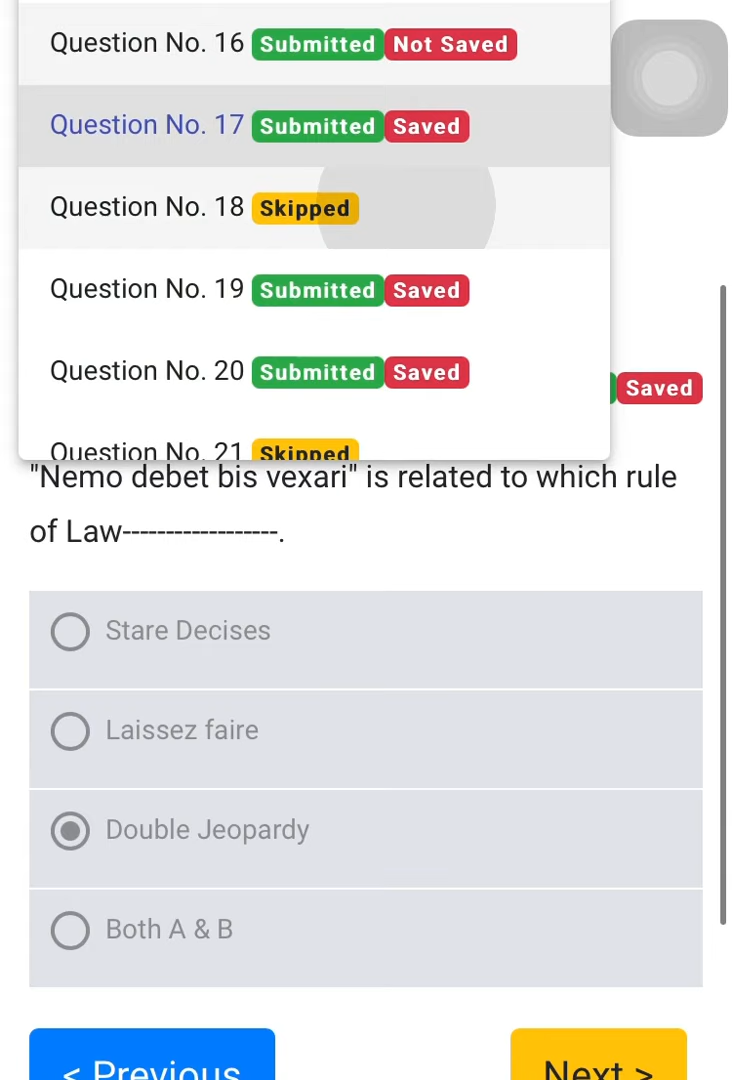 Question No. 16 Submitted Not Saved
Question No. 17 Submitted Saved
Question No. 18 Skipped
Question No. 19 Submitted Saved
Question No. 20 Submitted Saved
Saved
Question No. 21 Skipped
"Nemo debet bis vexari" is related to which rule
of Law------------------.
Stare Decises
Laissez faire
Double Jeopardy
Both A & B
< Previous
Next >